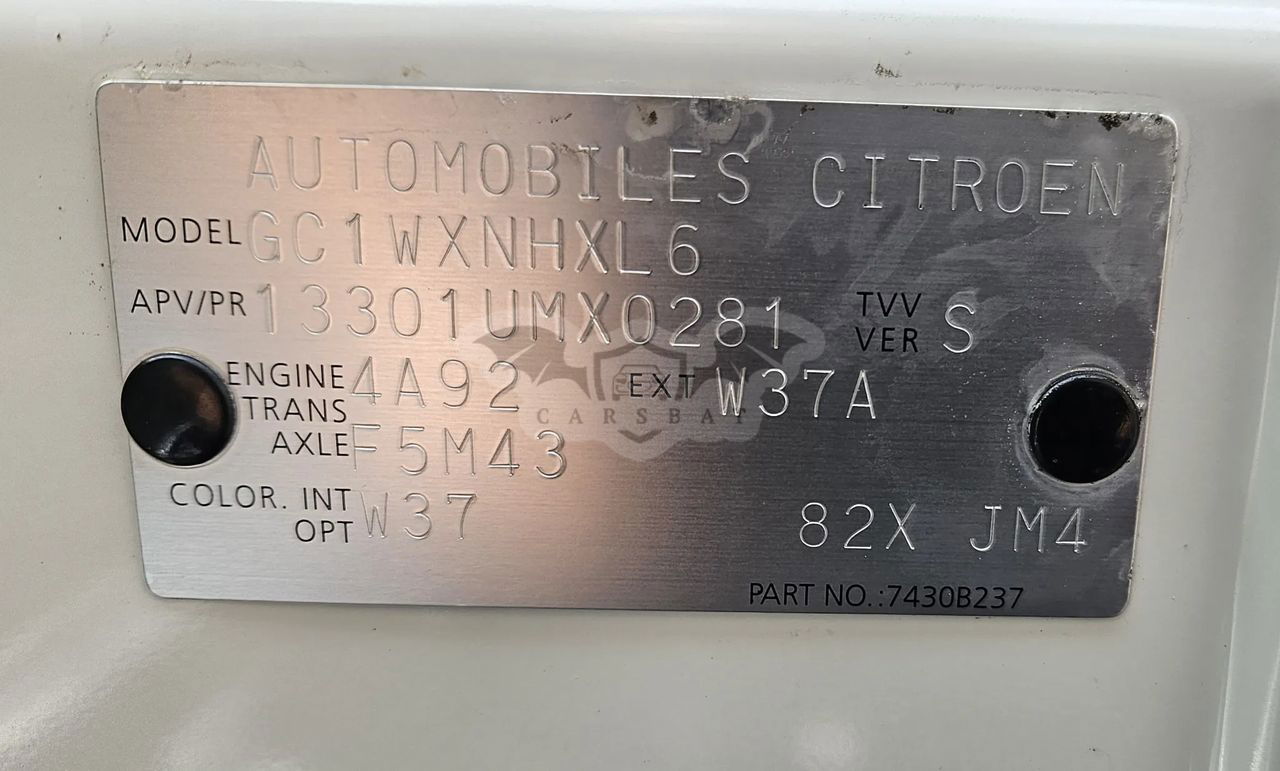 AUTOMOBILES CITROEN
MODEL GC1WXNHXL6
APV/PR 13301UMX0281 TVV VER S
ENGINE 4A92 EXT W37A
TRANS AXLE F5M43
CARSBAT
COLOR. INT OPT W37 82X JM4
PART NO.:7430B237